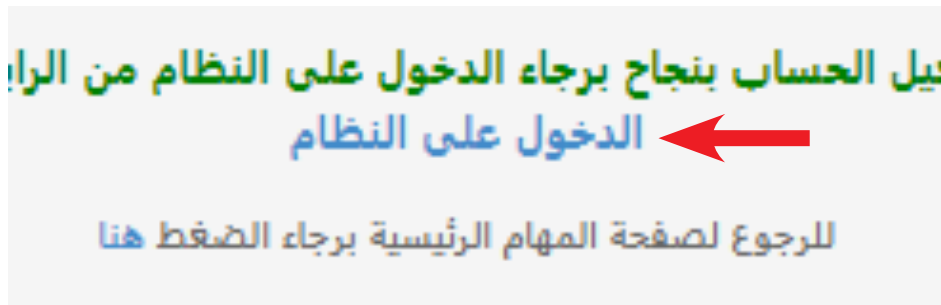 الحساب بنجاح برجاء الدخول على النظام من
الدخول على النظام
للرجوع لصفحة المهام الرئيسية برجاء الضغط هنا